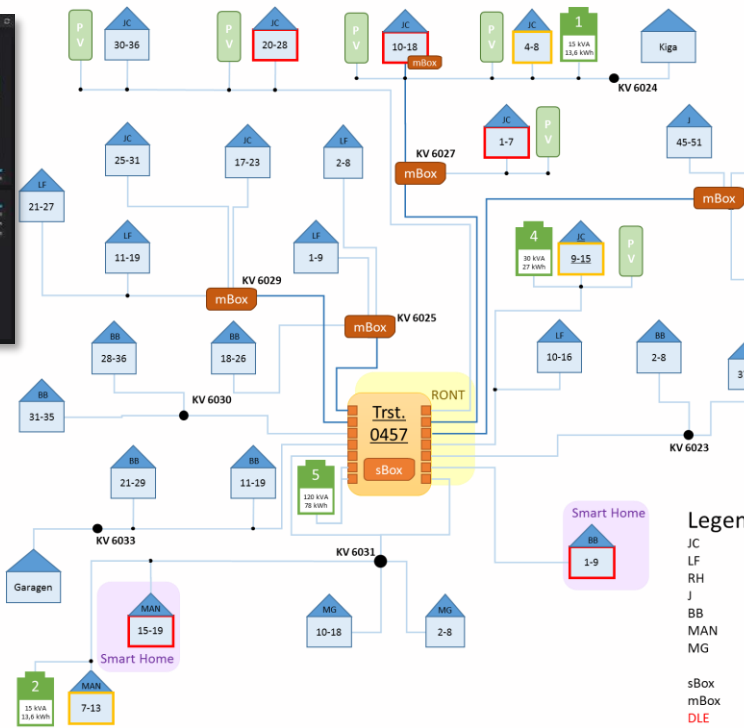 P
V
JC
30-36
P
V
JC
20-28
P
V
JC
10-18
mBox
P
V
JC
4-8
1
15 kVA
13,6 kWh
Kiga
KV 6024
JC
25-31
JC
17-23
LF
2-8
KV 6027
mBox
JC
1-7
P
V
J
45-51
mBox
LF
21-27
LF
11-19
LF
1-9
4
30 kVA
27 kWh
JC
9-15
P
V
KV 6029
mBox
KV 6025
mBox
BB
28-36
BB
18-26
LF
10-16
BB
2-8
BB
31-35
KV 6030
RONT
Trst.
0457
sBox
KV 6023
BB
21-29
BB
11-19
5
120 kVA
78 kWh
KV 6033
KV 6031
Garagen
Smart Home
BB
1-9
MAN
15-19
Smart Home
MG
10-18
MG
2-8
2
15 kVA
13,6 kWh
MAN
7-13
Legen
JC
LF
RH
J
BB
MAN
MG
sBox
mBox
DLE